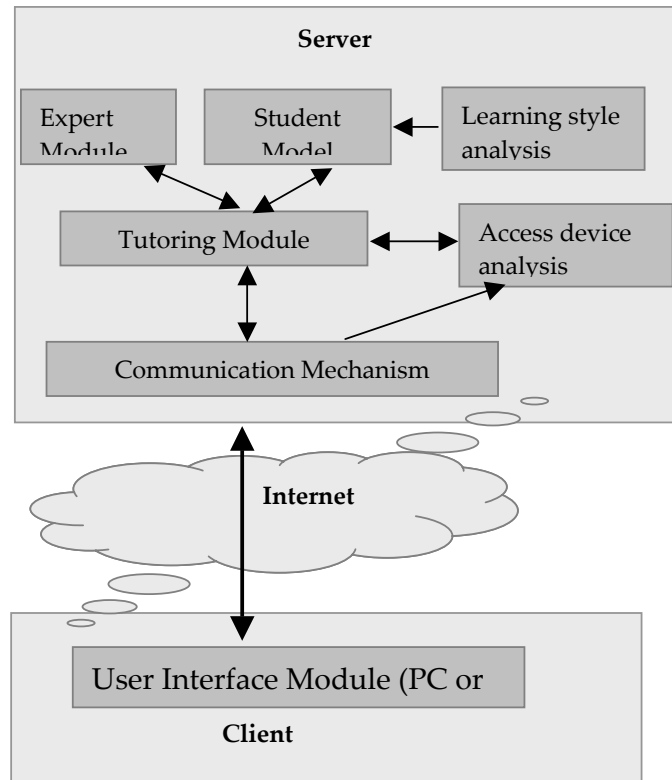 Server
Expert
Module
Student
Model
Learning style
analysis
Tutoring Module
Access device
analysis
Communication Mechanism
Internet
User Interface Module (PC or
Client